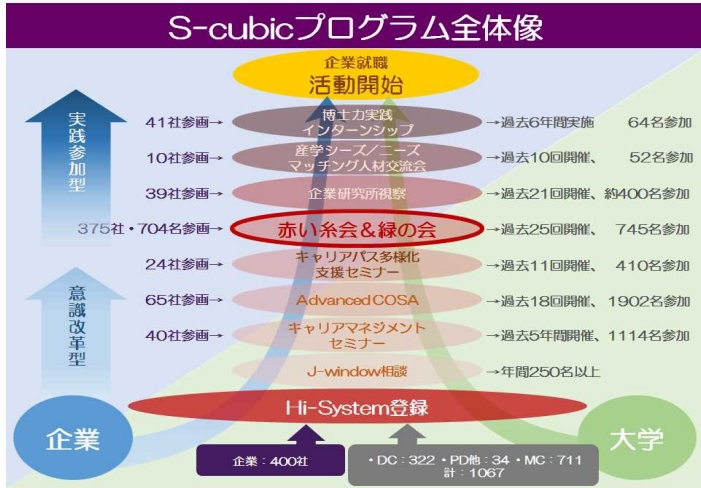 S-cubicプログラム全体像
企業就職
活動開始
実践参加型
41社参画→
博士力実践
インターンシップ
→過去6年間実施 64名参加
10社参画→
産学シーズ/ニーズ
マッチング人材交流会
→過去10回開催、 52名参加
39社参画→
企業研究所視察
→過去21回開催、約400名参加
375社・704名参画→
赤い糸会&緑の会
→過去25回開催、 745名参加
意識改革型
24社参画→
キャリアパス多様化
支援セミナー
→過去11回開催、 410名参加
65社参画→
Advanced COSA
→過去18回開催、1902名参加
40社参画→
キャリアマネジメント
セミナー
→過去5年間開催、1114名参加
J-window相談
→年間250名以上
Hi-System登録
企業
大学
企業:400社
・DC:322 ・PD他:34 ・MC:711
計:1067